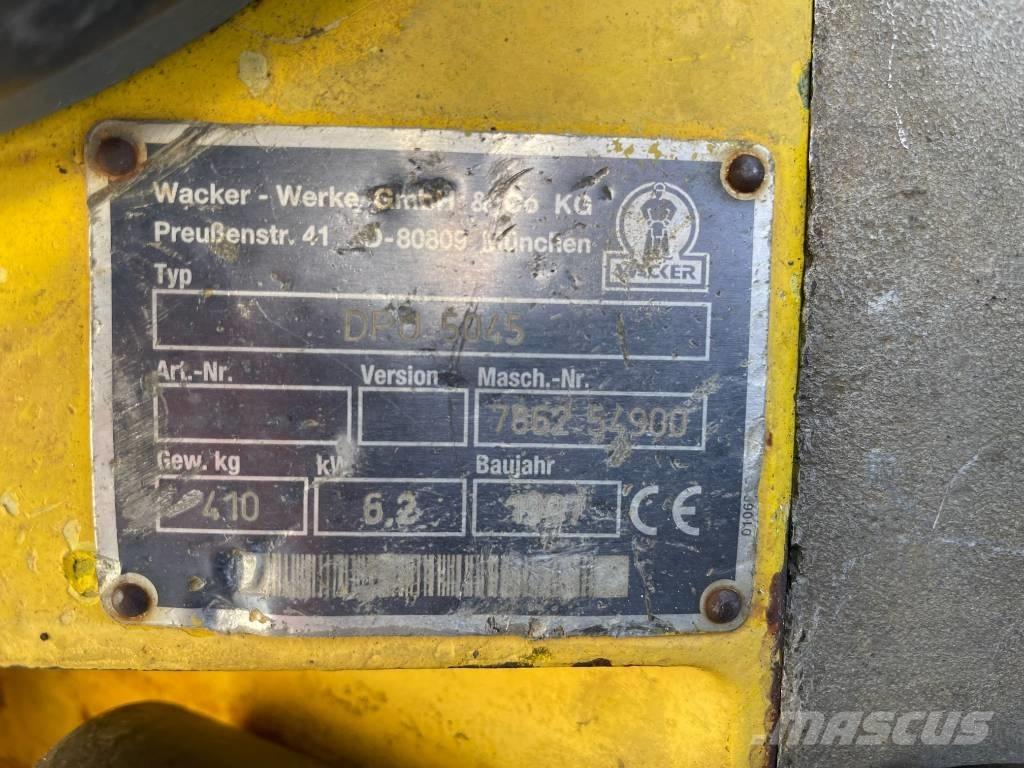 Wacker - Werke GmbH & Co KG
Preußenstr. 41 D-80809 München
WACKER
Typ
DPU 5045
Art.-Nr. Version Masch.-Nr.
7862 54900
Gew. kg kW Baujahr
410 6,2 CE
MASCUS